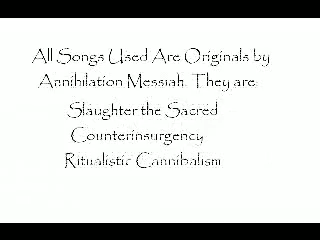 All Songs Used Are Originals by
Annihilation Messiah. They are:
Slaughter the Sacred
Counterinsurgency
Ritualistic Cannibalism